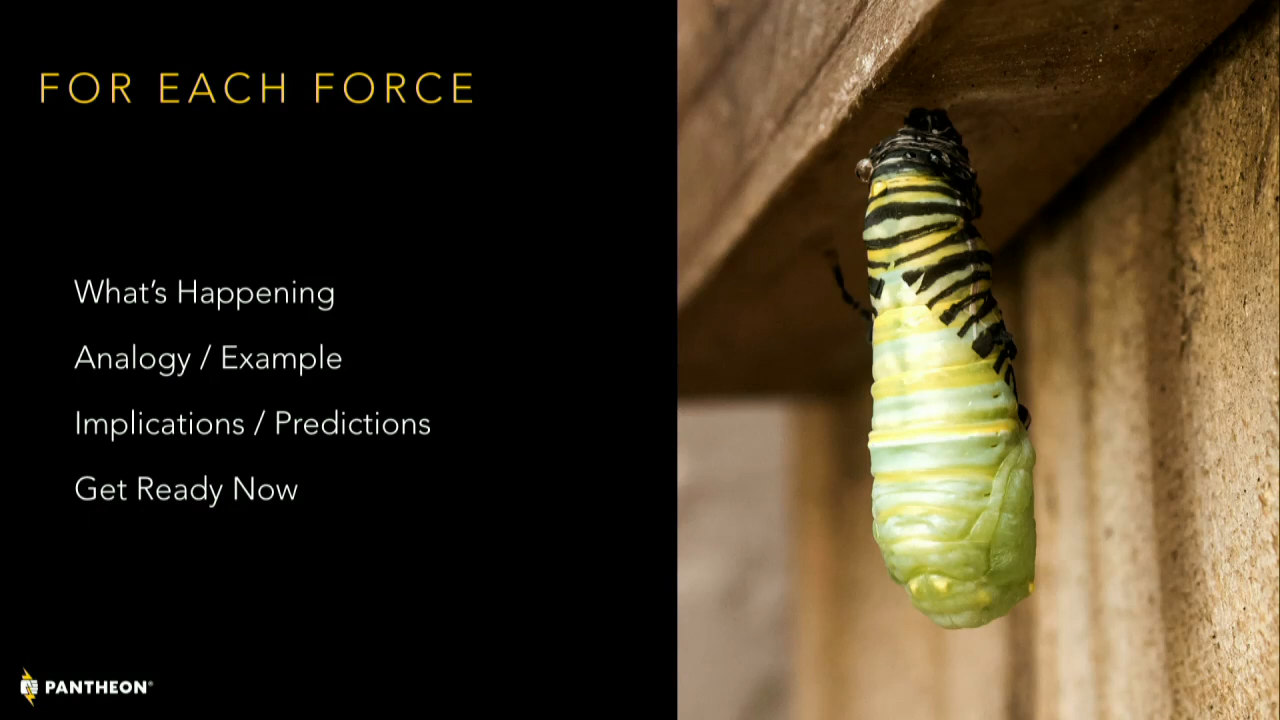 FOR EACH FORCE
What's Happening
Analogy / Example
Implications / Predictions
Get Ready Now
PANTHEON®